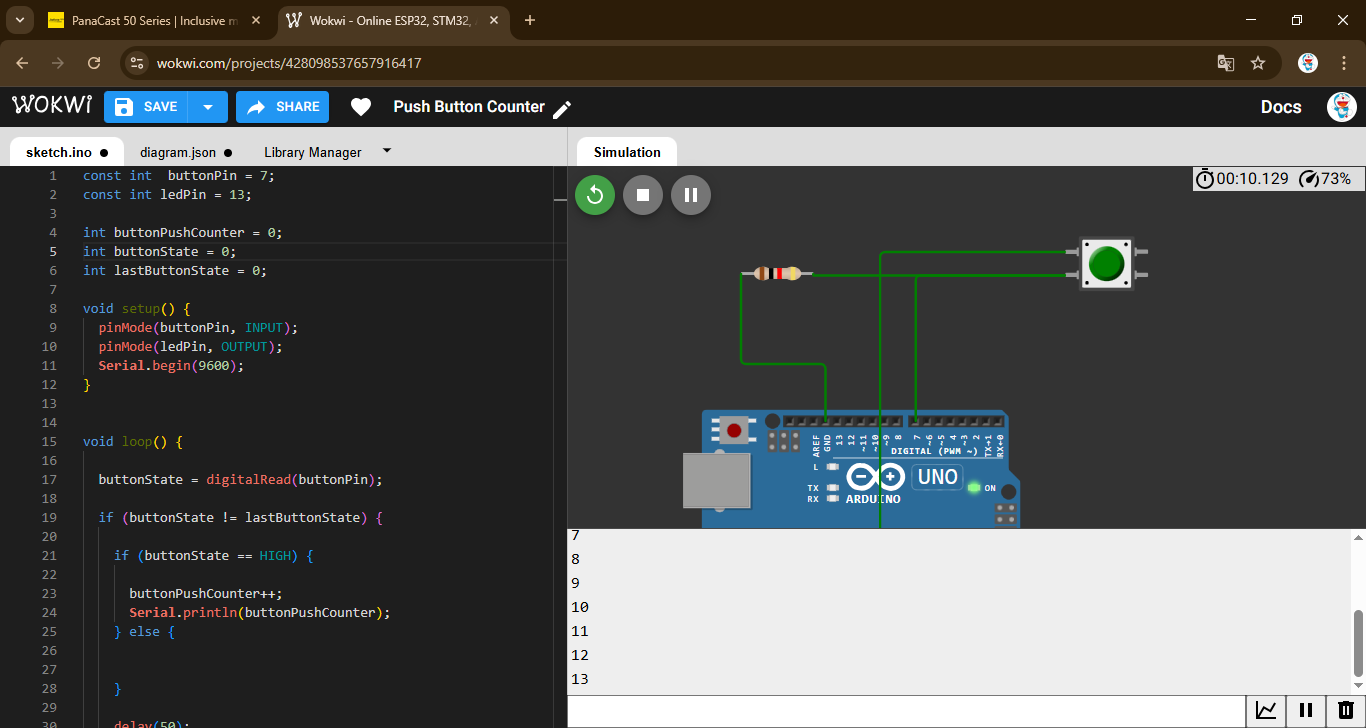 PanaCast 50 Series | Inclusive m
Wokwi - Online ESP32, STM32,
wokwi.com/projects/428098537657916417
WOKWi
SAVE
SHARE
Push Button Counter
Docs
sketch.ino
diagram.json
Library Manager
Simulation
1 const int  buttonPin = 7;
2 const int ledPin = 13;
3
4 int buttonPushCounter = 0;
5 int buttonState = 0;
6 int lastButtonState = 0;
7
8 void setup() {
9 pinMode(buttonPin, INPUT);
10 pinMode(ledPin, OUTPUT);
11 Serial.begin(9600);
12 }
13
14
15 void loop() {
16
17 buttonState = digitalRead(buttonPin);
18
19 if (buttonState != lastButtonState) {
20
21 if (buttonState == HIGH) {
22
23 buttonPushCounter++;
24 Serial.println(buttonPushCounter);
25 } else {
26
27
28 }
29
30 delay(50);
00:10.129
73%
AREF
GND
13
12
~11
~10
~9
8
7
~6
~5
4
~3
2
TX→1
RX←0
DIGITAL (PWM ~)
L
TX
RX
ARDUINO
UNO
ON
7
8
9
10
11
12
13